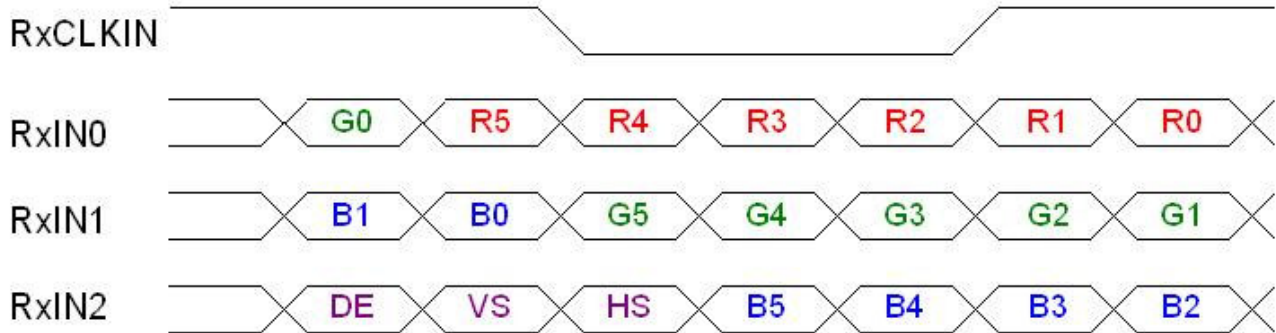 RxCLKIN
RxIN0 G0 R5 R4 R3 R2 R1 R0
RxIN1 B1 B0 G5 G4 G3 G2 G1
RxIN2 DE VS HS B5 B4 B3 B2